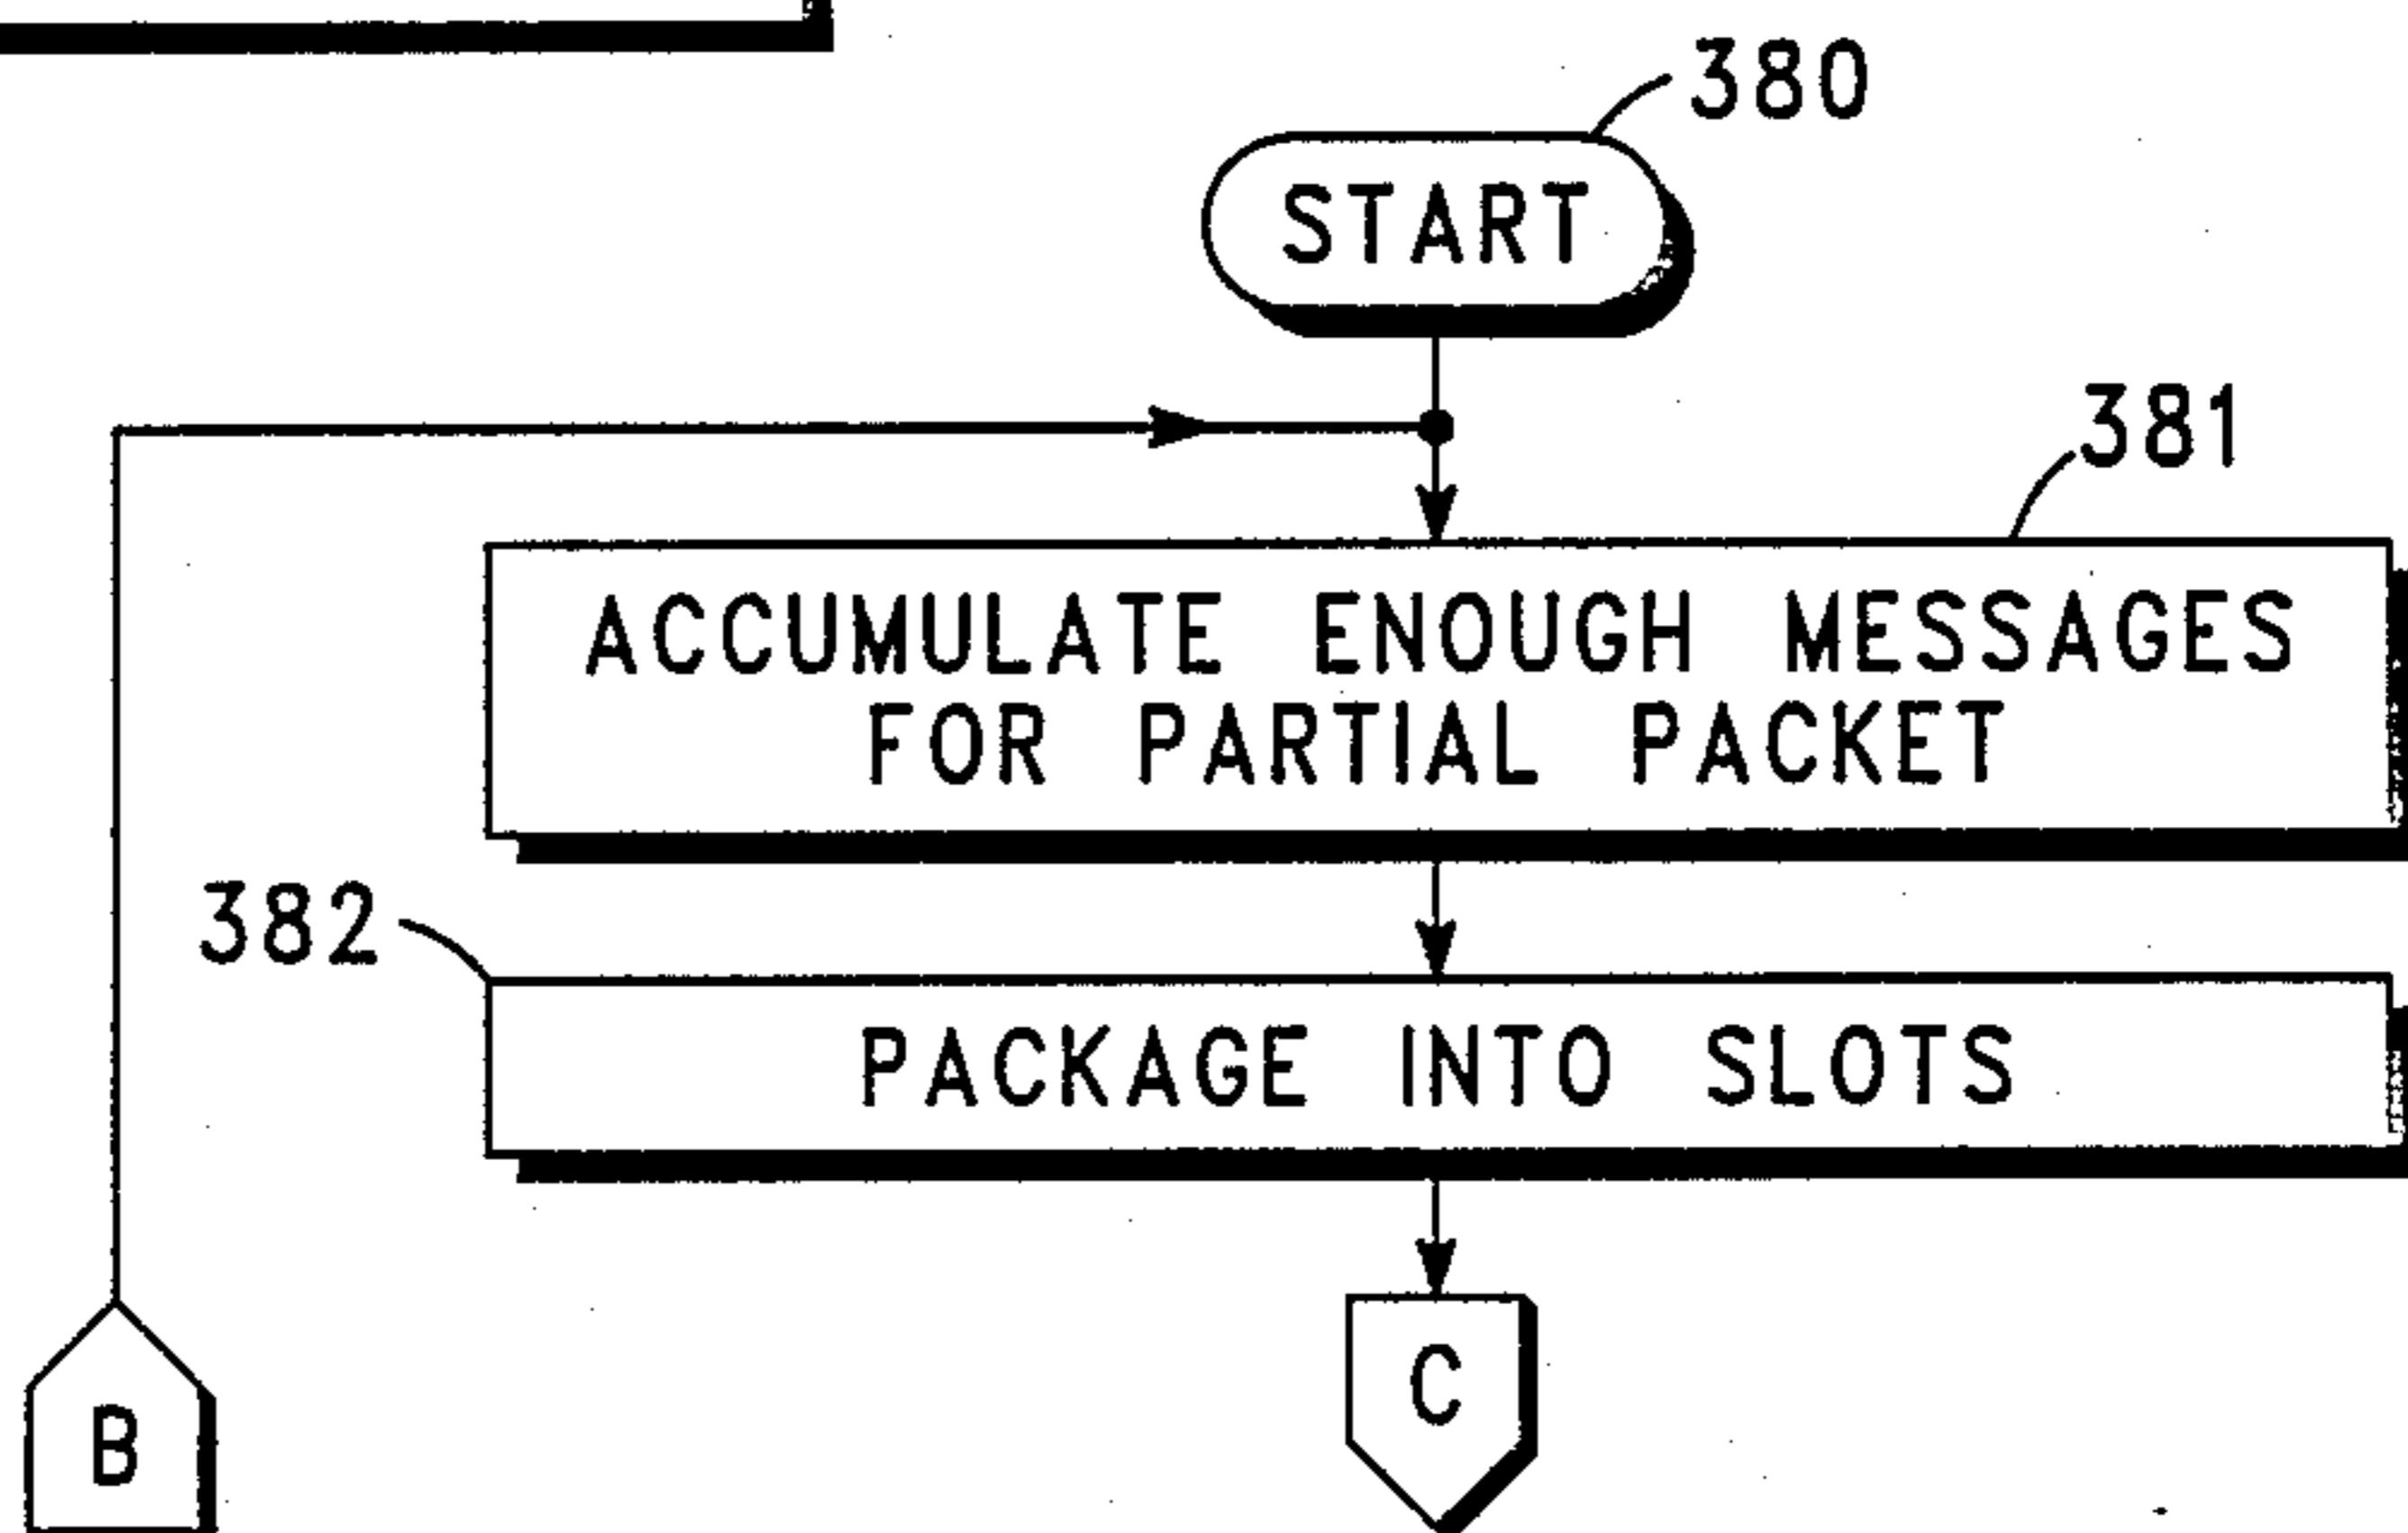 380
START
381
ACCUMULATE ENOUGH MESSAGES
FOR PARTIAL PACKET
382
PACKAGE INTO SLOTS
C
B